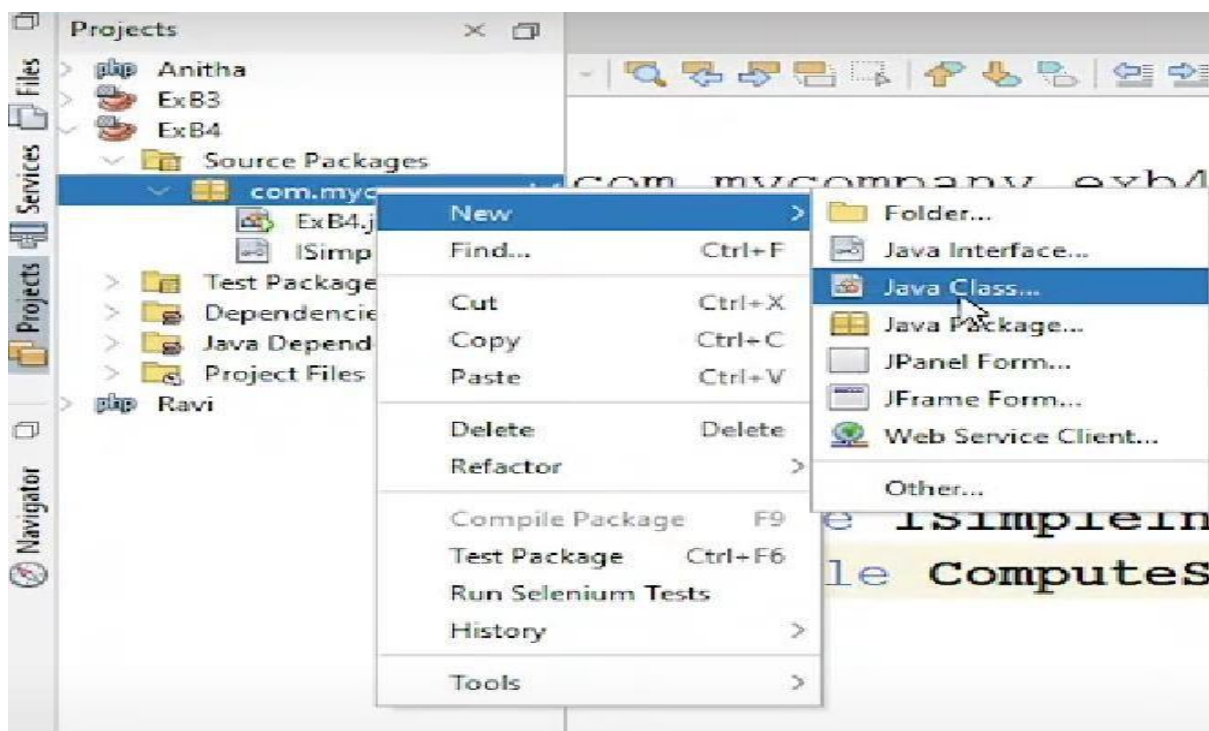 Projects
Files
Services
Projects
Navigator
php Anitha
ExB3
ExB4
Source Packages
com.myc
ExB4.j
ISimp
Test Package
Dependencie
Java Depend
Project Files
php Ravi
com mycompany exb4
New
Find... Ctrl+F
Cut Ctrl+X
Copy Ctrl+C
Paste Ctrl+V
Delete Delete
Refactor
Compile Package F9
Test Package Ctrl+F6
Run Selenium Tests
History
Tools
Folder...
Java Interface...
Java Class...
Java Package...
JPanel Form...
JFrame Form...
Web Service Client...
Other...
e ISimpleIn
le ComputeS